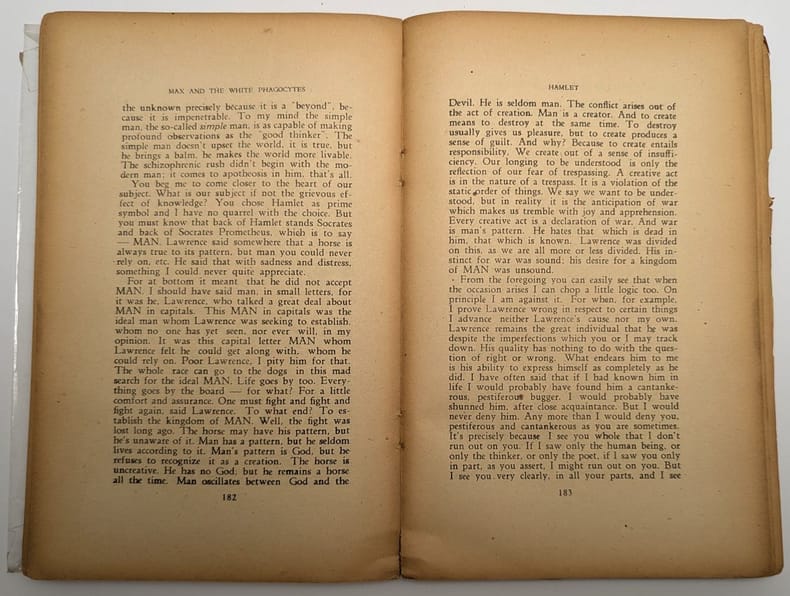 MAX AND THE WHITE PHAGOCYTES
the unknown precisely because it is a "beyond", be-
cause it is impenetrable. To my mind the simple
man, the so-called simple man, is as capable of making
profound observations as the "good thinker". The
simple man doesn't upset the world, it is true, but
he brings a balm, he makes the world more livable.
The schizophrenic rush didn't begin with the mo-
dern man; it comes to apotheosis in him, that's all.
You beg me to come closer to the heart of our
subject. What is our subject if not the grievous ef-
fect of knowledge? You chose Hamlet as prime
symbol and I have no quarrel with the choice. But
you must know that back of Hamlet stands Socrates
and back of Socrates Prometheus, which is to say
— MAN. Lawrence said somewhere that a horse is
always true to its pattern, but man you could never
rely on, etc. He said that with sadness and distress,
something I could never quite appreciate.
For at bottom it meant that he did not accept
MAN. I should have said man, in small letters, for
it was he, Lawrence, who talked a great deal about
MAN in capitals. This MAN in capitals was the
ideal man whom Lawrence was seeking to establish,
whom no one has yet seen, nor ever will, in my
opinion. It was this capital letter MAN whom
Lawrence felt he could get along with, whom he
could rely on. Poor Lawrence, I pity him for that.
The whole race can go to the dogs in this mad
search for the ideal MAN. Life goes by too. Every-
thing goes by the board — for what? For a little
comfort and assurance. One must fight and fight and
fight again, said Lawrence. To what end? To es-
tablish the kingdom of MAN. Well, the fight was
lost long ago. The horse may have his pattern, but
he's unaware of it. Man has a pattern, but he seldom
lives according to it. Man's pattern is God, but he
refuses to recognize it as a creation. The horse is
uncreative. He has no God, but he remains a horse
all the time. Man oscillates between God and the
182
HAMLET
Devil. He is seldom man. The conflict arises out of
the act of creation. Man is a creator. And to create
means to destroy at the same time. To destroy
usually gives us pleasure, but to create produces a
sense of guilt. And why? Because to create entails
responsibility. We create out of a sense of insuffi-
ciency. Our longing to be understood is only the
reflection of our fear of trespassing. A creative act
is in the nature of a trespass. It is a violation of the
static order of things. We say we want to be under-
stood, but in reality it is the anticipation of war
which makes us tremble with joy and apprehension.
Every creative act is a declaration of war. And war
is man's pattern. He hates that which is dead in
him, that which is known. Lawrence was divided
on this, as we are all more or less divided. His in-
stinct for war was sound; his desire for a kingdom
of MAN was unsound.
From the foregoing you can easily see that when
the occasion arises I can chop a little logic too. On
principle I am against it. For when, for example,
I prove Lawrence wrong in respect to certain things
I advance neither Lawrence's cause nor my own.
Lawrence remains the great individual that he was
despite the imperfections which you or I may track
down. His quality has nothing to do with the ques-
tion of right or wrong. What endears him to me
is his ability to express himself as completely as he
did. I have often said that if I had known him in
life I would probably have found him a cantanke-
rous, pestiferous bugger. I would probably have
shunned him, after close acquaintance. But I would
never deny him. Any more than I would deny you,
pestiferous and cantankerous as you are sometimes.
It's precisely because I see you whole that I don't
run out on you. If I saw only the human being, or
only the thinker, or only the poet, if I saw you only
in part, as you assert, I might run out on you. But
I see you very clearly, in all your parts, and I see
183